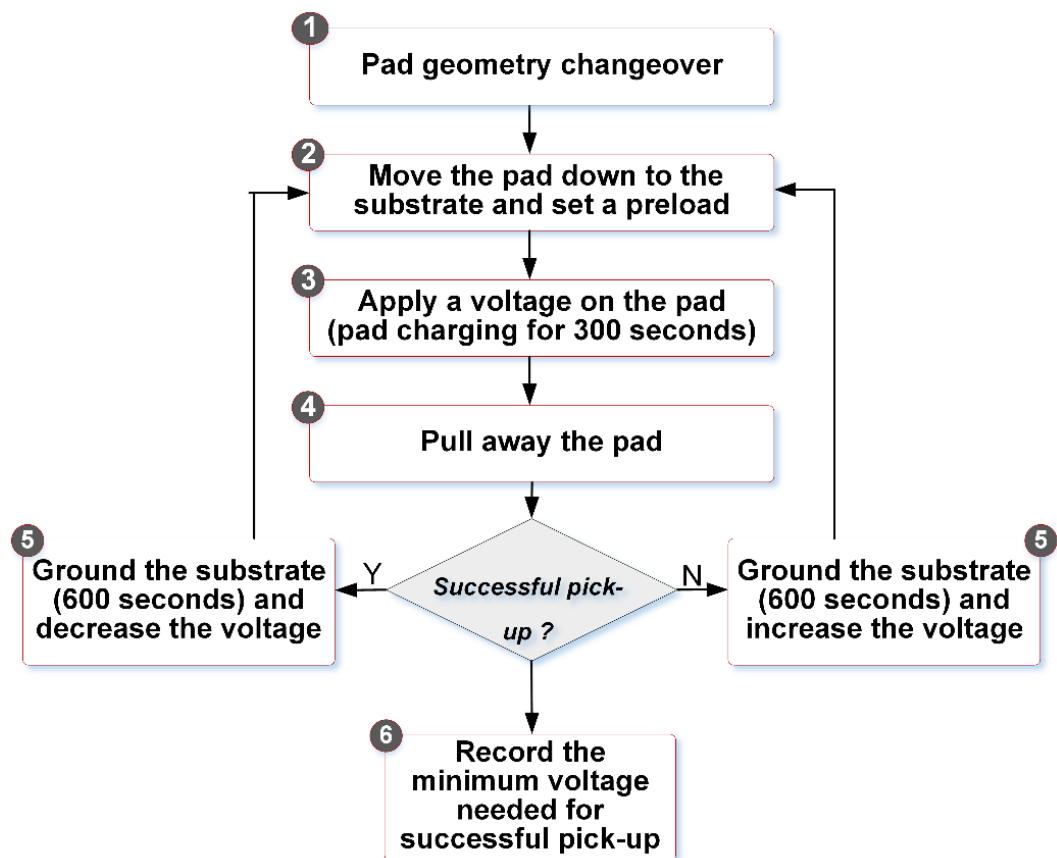 1
Pad geometry changeover
2
Move the pad down to the
substrate and set a preload
3
Apply a voltage on the pad
(pad charging for 300 seconds)
4
Pull away the pad
5
Ground the substrate
(600 seconds) and
decrease the voltage
Y
Successful pick-
up ?
N
5
Ground the substrate
(600 seconds) and
increase the voltage
6
Record the
minimum voltage
needed for
successful pick-up